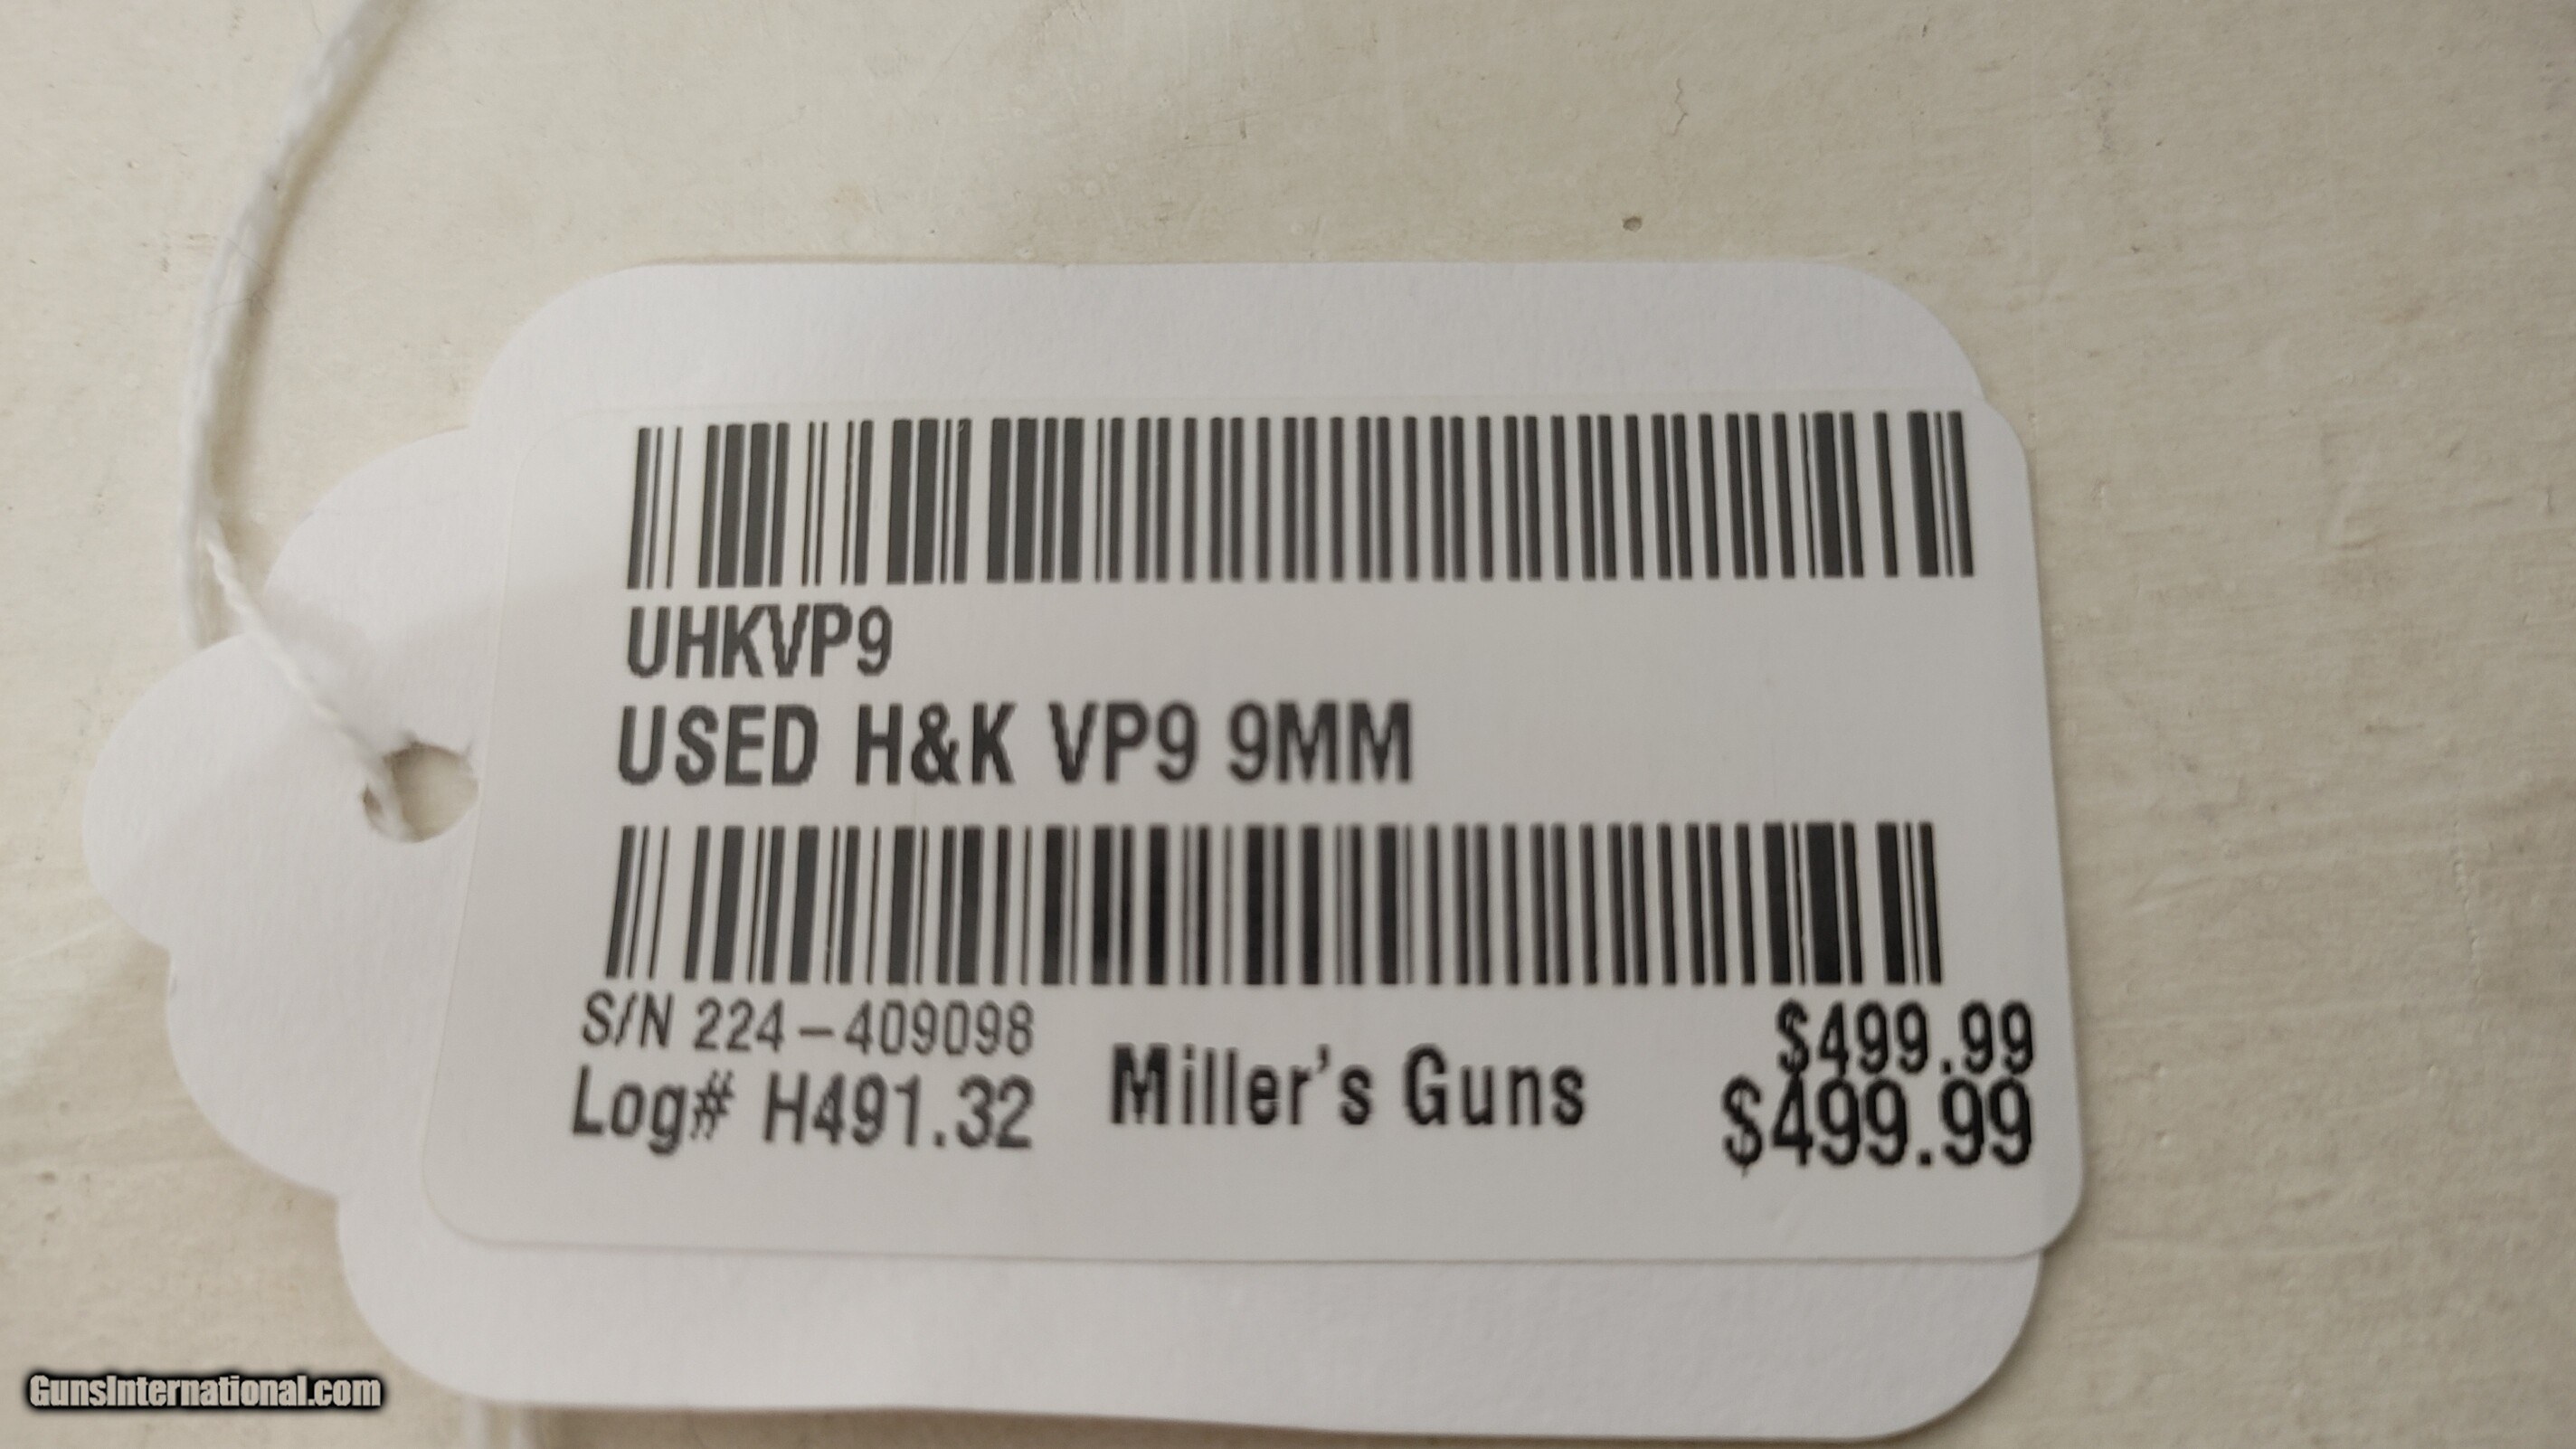 UHKVP9
USED H&K VP9 9MM
S/N 224-409098
Log# H491.32
Miller's Guns
$499.99
$499.99
GunsInternational.com